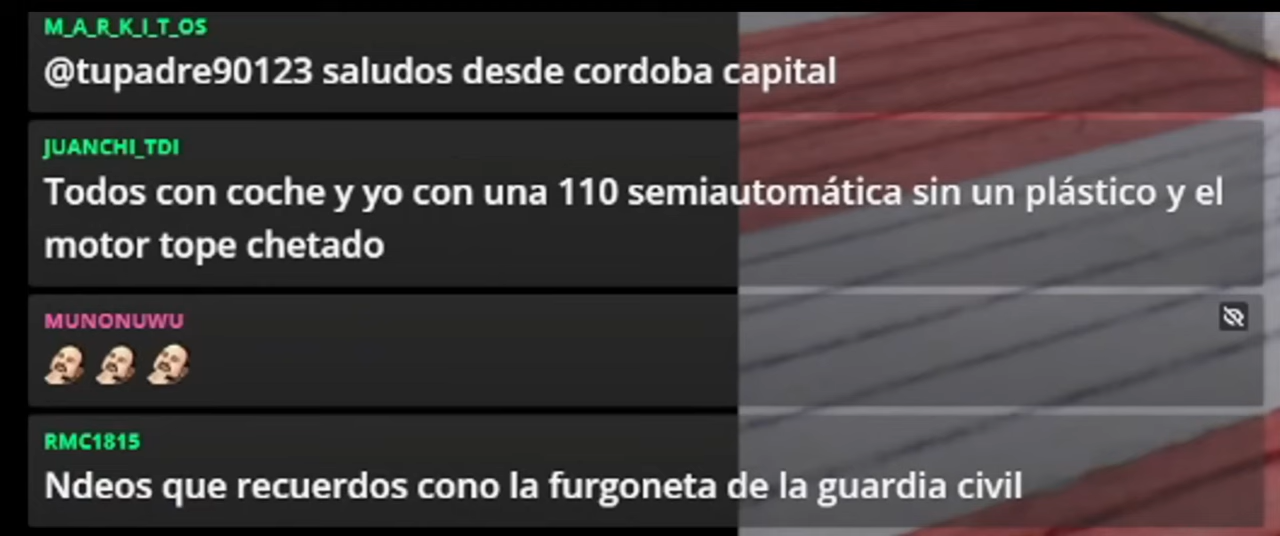 M_A_R_K_I_T_OS
@tupadre90123 saludos desde cordoba capital
JUANCHI_TDI
Todos con coche y yo con una 110 semiautomática sin un plástico y el
motor tope chetado
MUNONUWU
RMC1815
Ndeos que recuerdos cono la furgoneta de la guardia civil